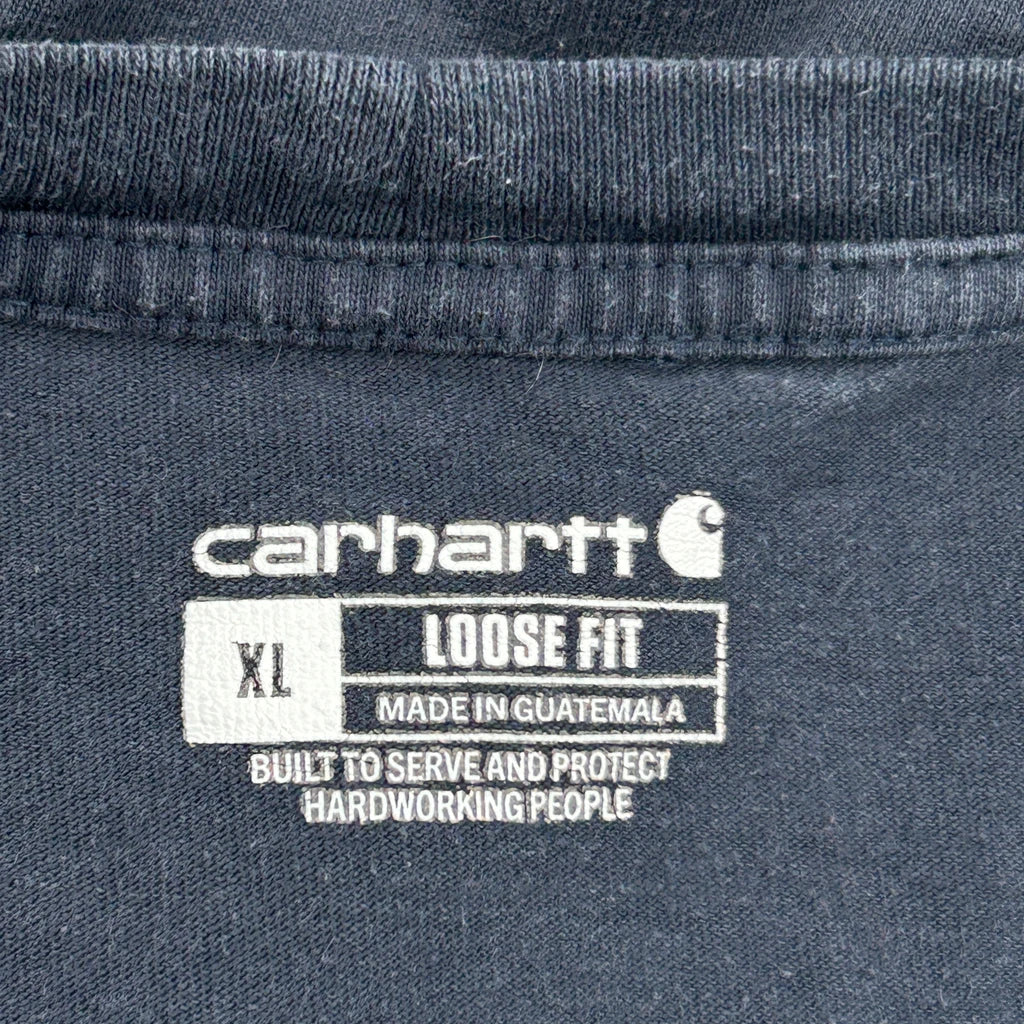 carhartt
XL
LOOSE FIT
MADE IN GUATEMALA
BUILT TO SERVE AND PROTECT
HARDWORKING PEOPLE